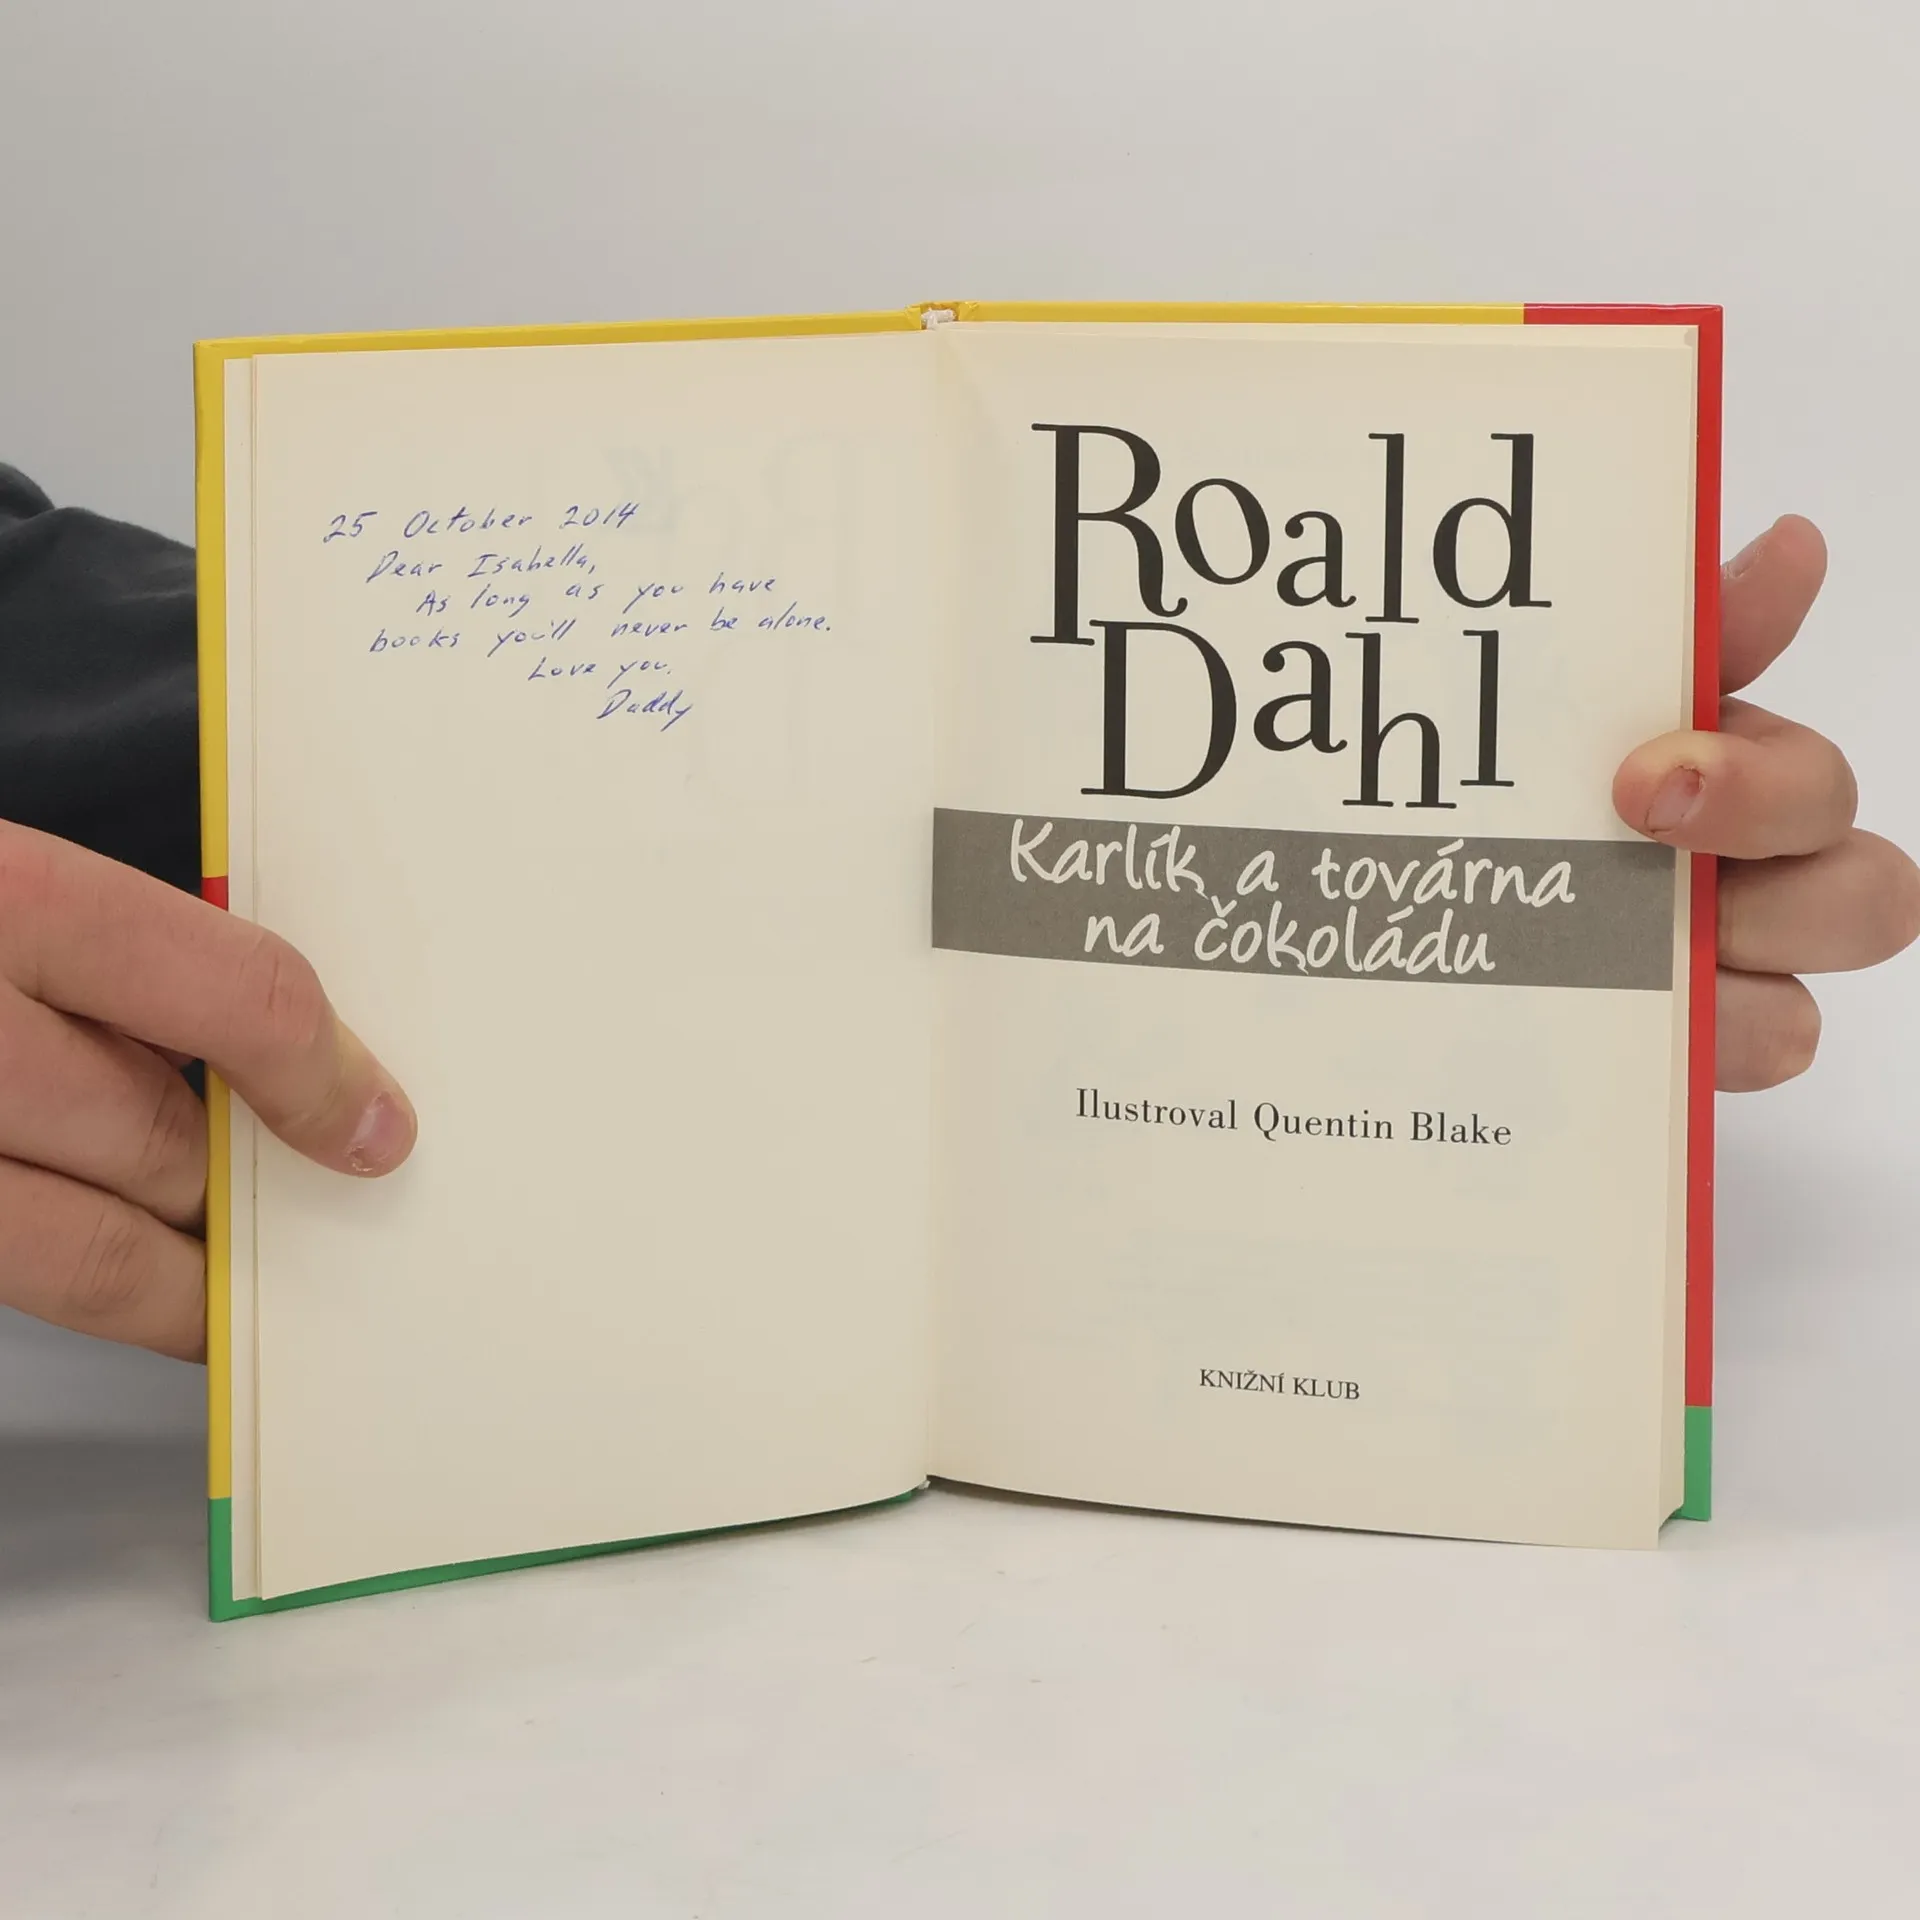 25 October 2014
Dear Isabella,
As long as you have
books you'll never be alone.
Love you.
Daddy
Roald
Dahl
Karlík a továrna
na čokoládu
Ilustroval Quentin Blake
KNIŽNÍ KLUB